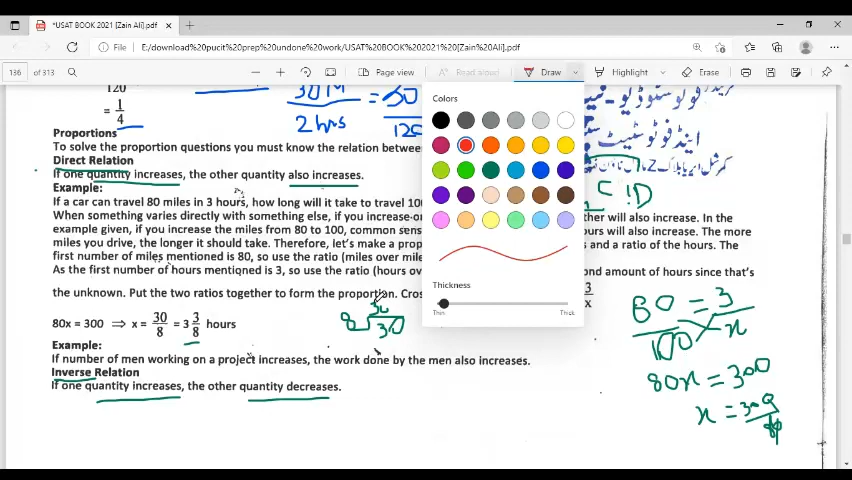 *USAT BOOK 2021 [Zain Ali].pdf
File | E:/download%20pucit%20prep%20undone%20work/USAT%20BOOK%202021%20[Zain%20Ali].pdf
136 of 313 Page view Read aloud Draw Highlight Erase
120
= 1/4
30 M / 2 hrs = 120
Proportions
To solve the proportion questions you must know the relation between
Direct Relation
If one quantity increases, the other quantity also increases.
Example:
If a car can travel 80 miles in 3 hours, how long will it take to travel 10
When something varies directly with something else, if you increase ther will also increase. In the
example given, if you increase the miles from 80 to 100, common sens urs will also increase. The more
miles you drive, the longer it should take. Therefore, let's make a prop s and a ratio of the hours. The
first number of miles mentioned is 80, so use the ratio (miles over mile
As the first number of hours mentioned is 3, so use the ratio (hours ov ond amount of hours since that's
the unknown. Put the two ratios together to form the proportion. Cros 3/x
80x = 300 ⟹ x = 30/8 = 3 3/8 hours
Example:
If number of men working on a project increases, the work done by the men also increases.
Inverse Relation
If one quantity increases, the other quantity decreases.
Colors
Thickness
Thin Thick
8 30
80/100 = 3/x
80x = 300
x = 300/80